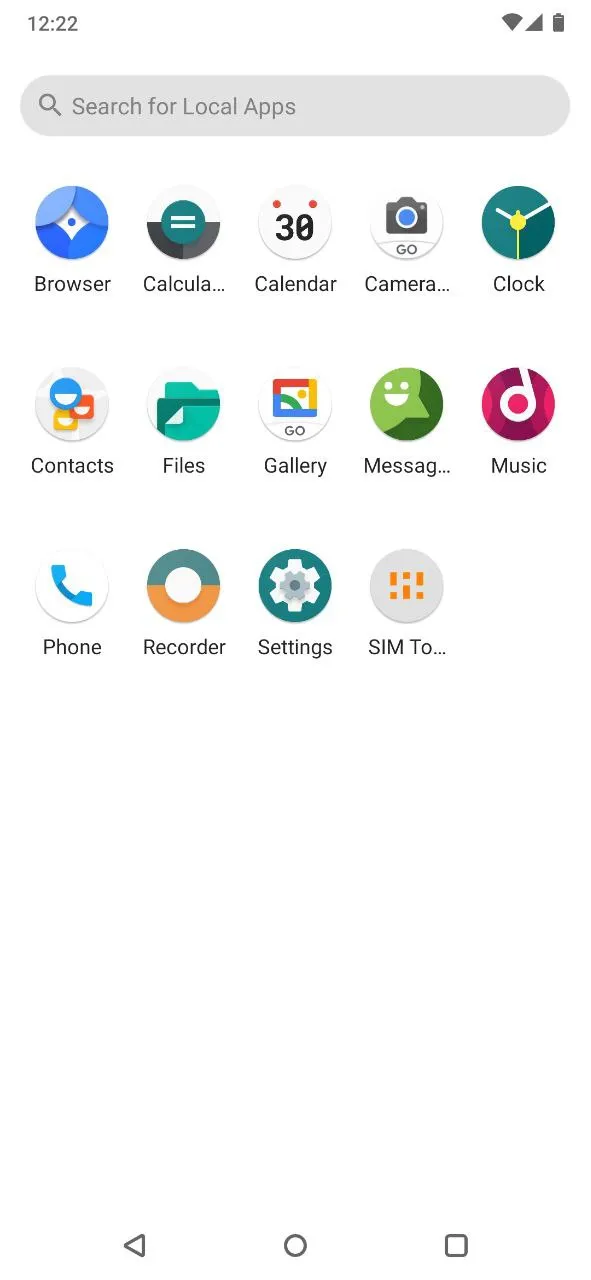 12:22
Search for Local Apps
30
GO
Browser
Calcula...
Calendar
Camera...
Clock
GO
Contacts
Files
Gallery
Messag...
Music
Phone
Recorder
Settings
SIM To...